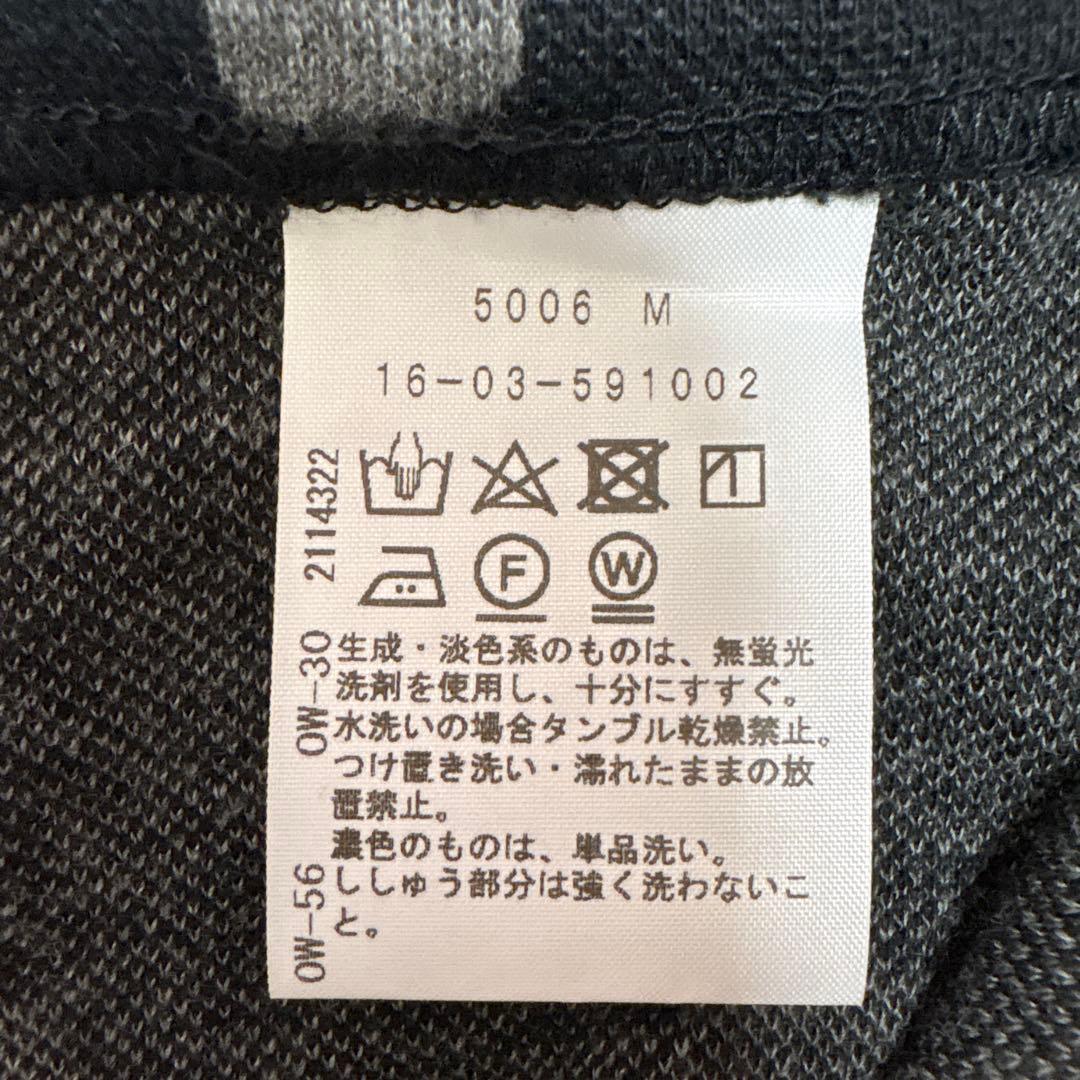 5006 M
16-03-591002
2114322
F
W
OW-30
生成・淡色系のものは、無蛍光
洗剤を使用し、十分にすすぐ。
水洗いの場合タンブル乾燥禁止。
つけ置き洗い・濡れたままの放
置禁止。
濃色のものは、単品洗い。
OW-56
ししゅう部分は強く洗わないこ
と。